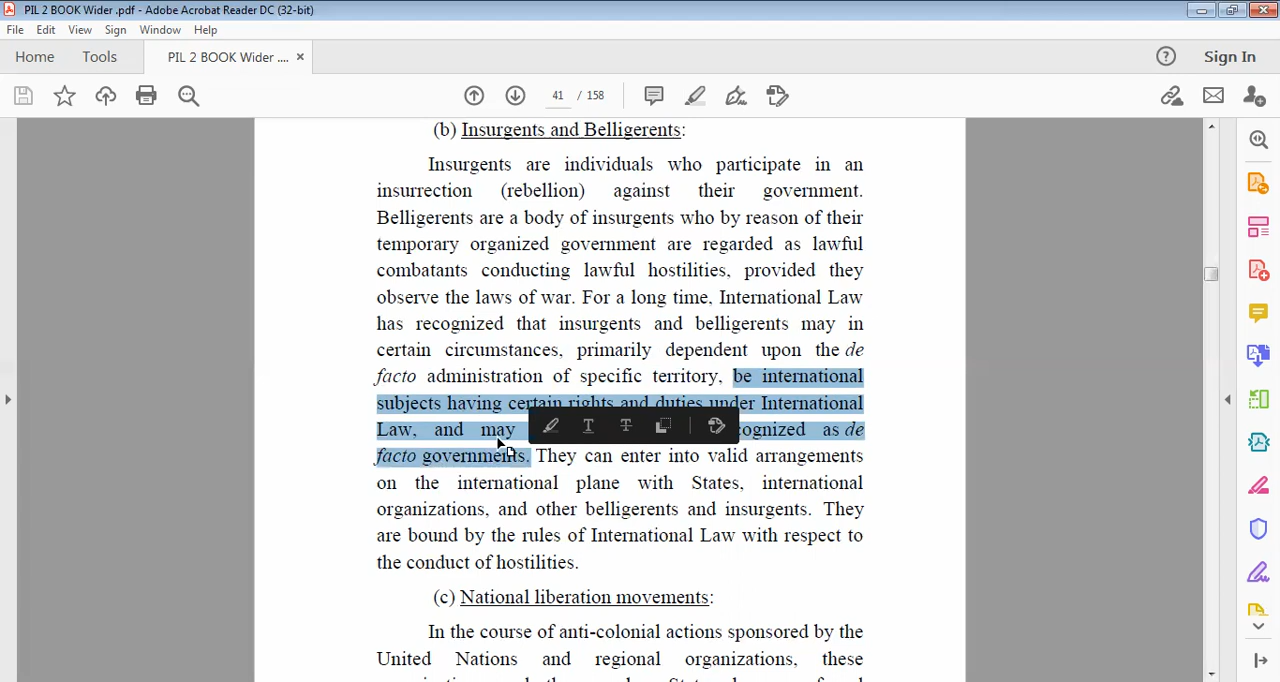 PIL 2 BOOK Wider .pdf - Adobe Acrobat Reader DC (32-bit)
File Edit View Sign Window Help
Home Tools PIL 2 BOOK Wider .... × Sign In
41 / 158
(b) Insurgents and Belligerents:
Insurgents are individuals who participate in an
insurrection (rebellion) against their government.
Belligerents are a body of insurgents who by reason of their
temporary organized government are regarded as lawful
combatants conducting lawful hostilities, provided they
observe the laws of war. For a long time, International Law
has recognized that insurgents and belligerents may in
certain circumstances, primarily dependent upon the de
facto administration of specific territory, be international
subjects having certain rights and duties under International
Law, and may ognized as de
facto governments. They can enter into valid arrangements
on the international plane with States, international
organizations, and other belligerents and insurgents. They
are bound by the rules of International Law with respect to
the conduct of hostilities.
(c) National liberation movements:
In the course of anti-colonial actions sponsored by the
United Nations and regional organizations, these